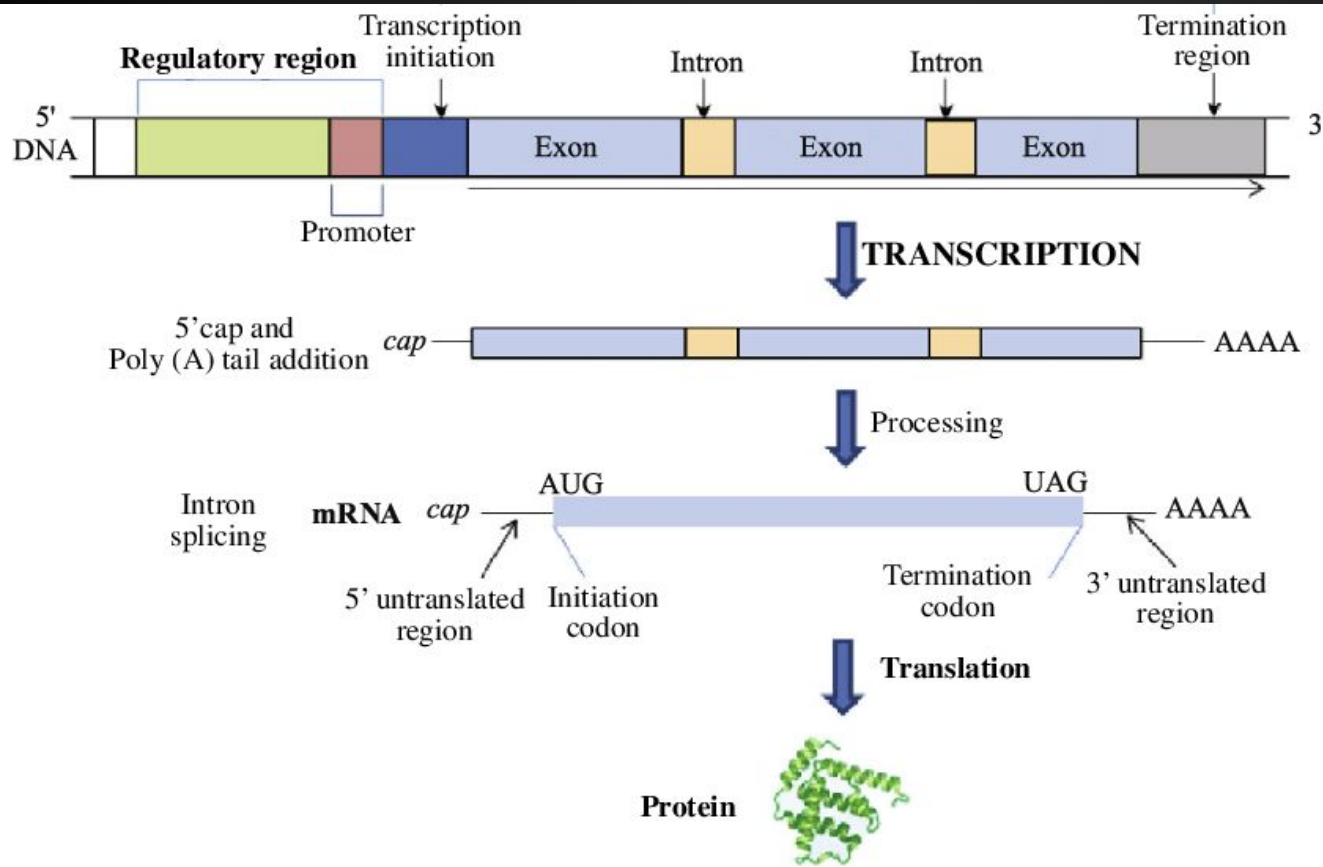 Transcription
initiation
Termination
region
Regulatory region
Intron
Intron
5'
DNA
Exon
Exon
Exon
3
Promoter
TRANSCRIPTION
5’cap and
Poly (A) tail addition
cap
AAAA
Processing
Intron
splicing
mRNA
cap
AUG
UAG
AAAA
5’ untranslated
region
Initiation
codon
Termination
codon
3’ untranslated
region
Translation
Protein